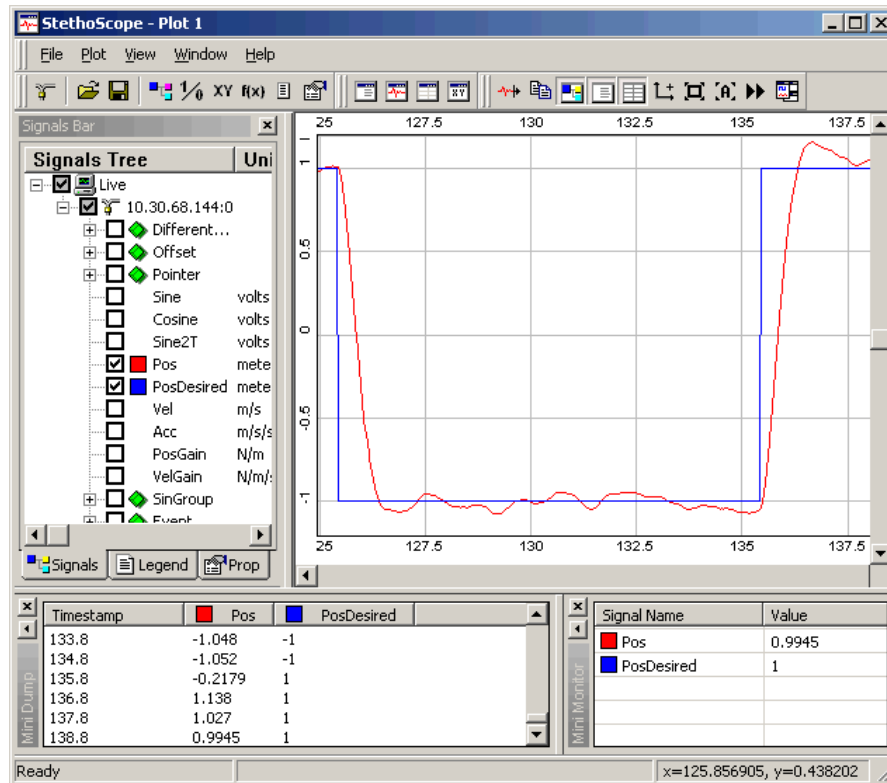 StethoScope - Plot 1
File Plot View Window Help
1/0 XY f(x)
XY [A]
Signals Bar
Signals Tree Uni
Live
10.30.68.144:0
Different...
Offset
Pointer
Sine volts
Cosine volts
Sine2T volts
Pos mete
PosDesired mete
Vel m/s
Acc m/s/s
PosGain N/m
VelGain N/m/s
SinGroup
Event
Signals Legend Prop
25 127.5 130 132.5 135 137.5
1
0.5
0
-0.5
-1
25 127.5 130 132.5 135 137.5
Mini Dump
Timestamp Pos PosDesired
133.8 -1.048 -1
134.8 -1.052 -1
135.8 -0.2179 1
136.8 1.138 1
137.8 1.027 1
138.8 0.9945 1
Mini Monitor
Signal Name Value
Pos 0.9945
PosDesired 1
Ready
x=125.856905, y=0.438202